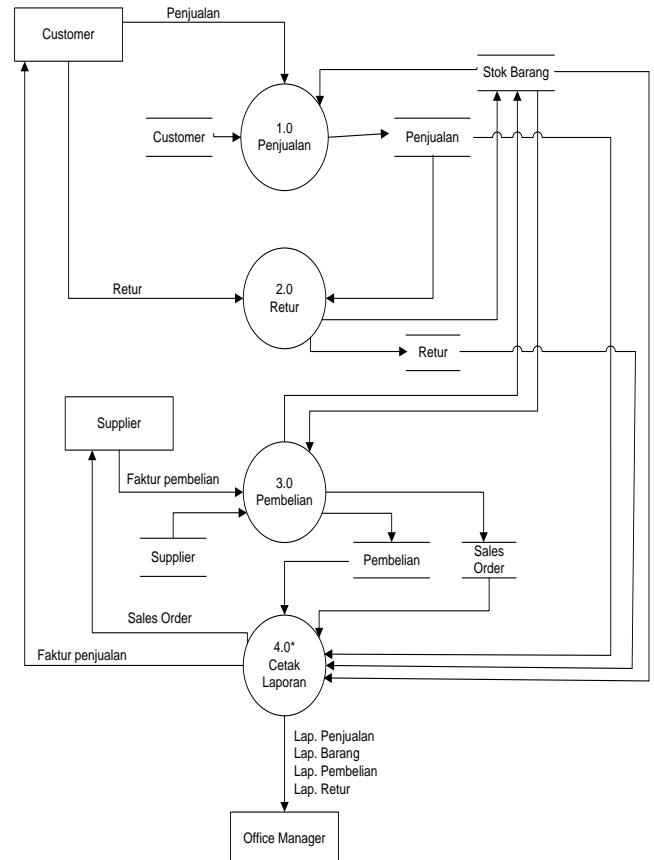 Penjualan
Customer
Stok Barang
1.0
Penjualan
Customer
Penjualan
2.0
Retur
Retur
Retur
Supplier
Faktur pembelian
3.0
Pembelian
Supplier
Pembelian
Sales
Order
Sales Order
Faktur penjualan
4.0*
Cetak
Laporan
Lap. Penjualan
Lap. Barang
Lap. Pembelian
Lap. Retur
Office Manager